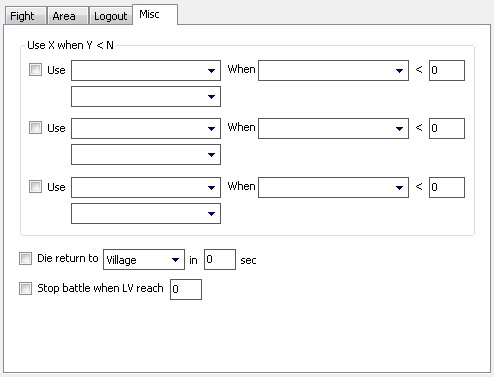 Fight Area Logout Misc
Use X when Y < N
Use When < 0
Use When < 0
Use When < 0
Die return to Village in 0 sec
Stop battle when LV reach 0